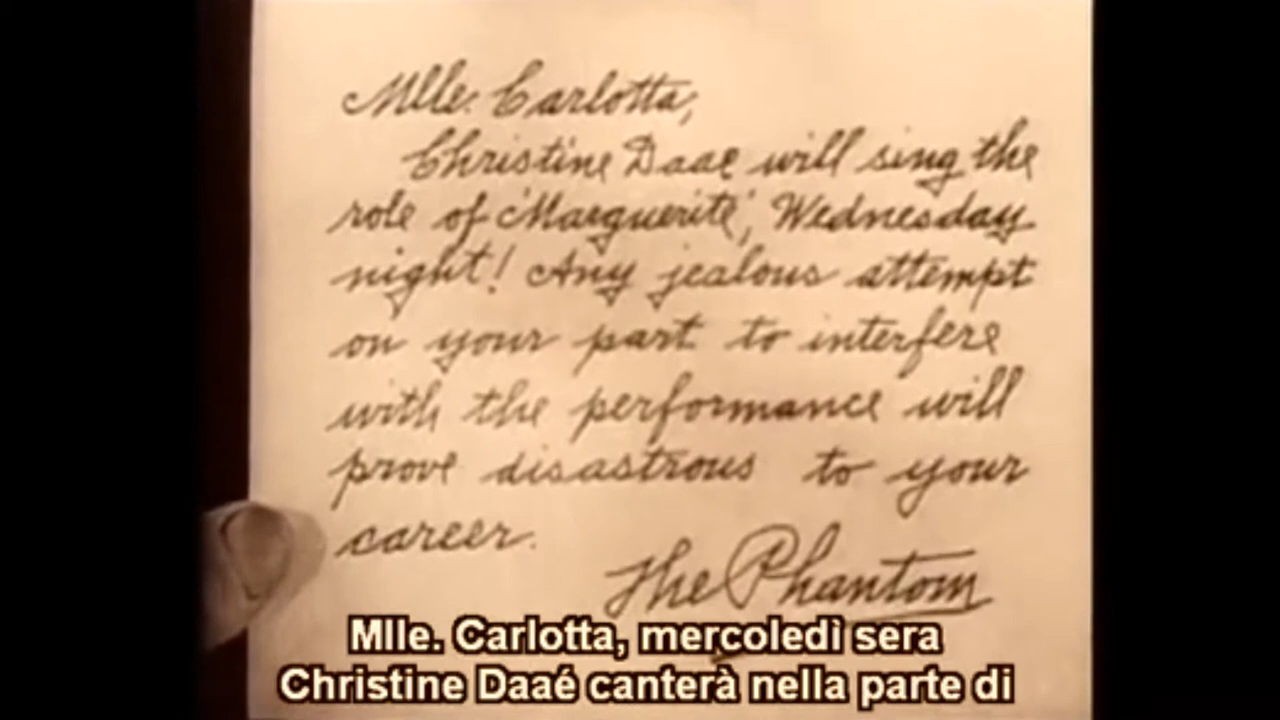 Mlle. Carlotta,
Christine Daae will sing the
role of 'Marguerite', Wednesday
night! Any jealous attempt
on your part to interfere
with the performance will
prove disastrous to your
career.
The Phantom
Mlle. Carlotta, mercoledì sera
Christine Daaé canterà nella parte di